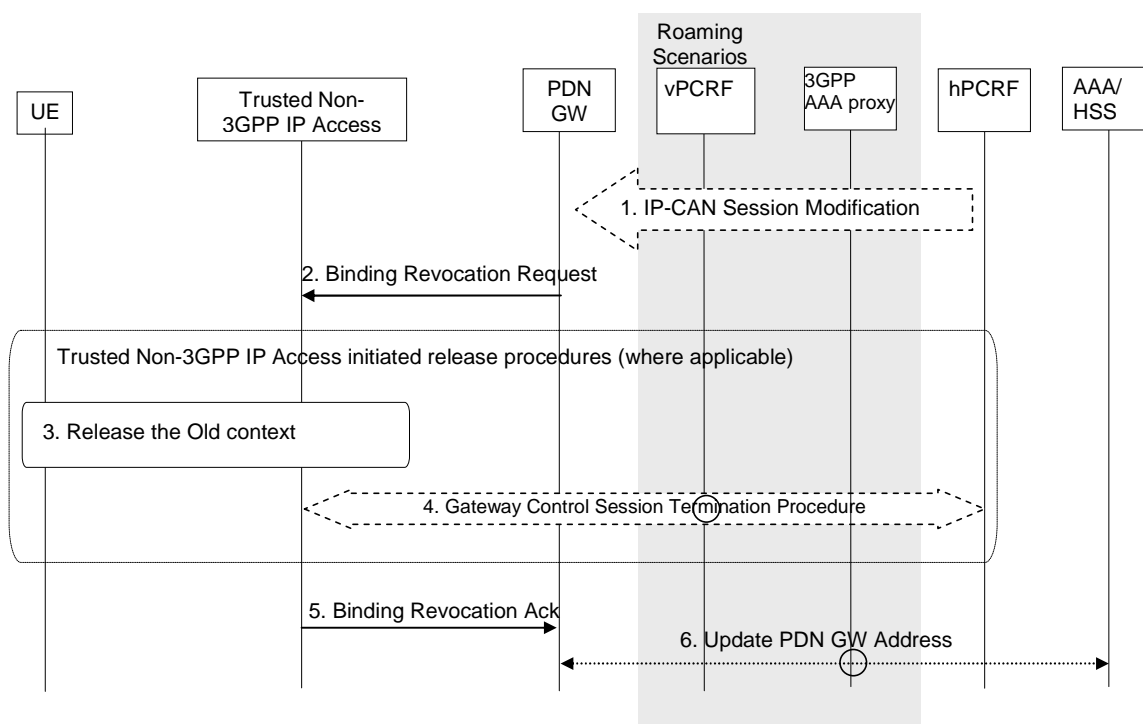 Roaming
Scenarios
UE
Trusted Non-
3GPP IP Access
PDN
GW
vPCRF
3GPP
AAA proxy
hPCRF
AAA/
HSS
1. IP-CAN Session Modification
2. Binding Revocation Request
Trusted Non-3GPP IP Access initiated release procedures (where applicable)
3. Release the Old context
4. Gateway Control Session Termination Procedure
5. Binding Revocation Ack
6. Update PDN GW Address